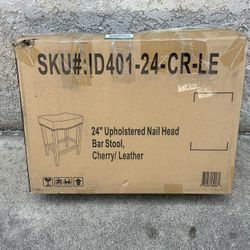 SKU#:ID401-24-CR-LE
24" Upholstered Nail Head
Bar Stool,
Cherry/ Leather